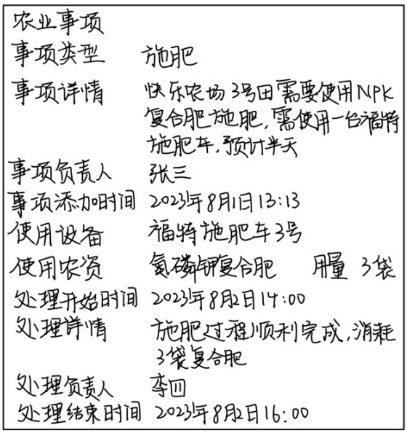 农业事项
事项类型 施肥
事项详情 快乐农场3号田需要使用NPK
复合肥施肥,需使用一台福特
施肥车,预计半天
事项负责人 张三
事项添加时间 2023年8月1日13:13
使用设备 福特施肥车3号
使用农资 氮磷钾复合肥 用量 3袋
处理开始时间 2023年8月2日14:00
处理详情 施肥过程顺利完成,消耗
3袋复合肥
处理负责人 李四
处理结束时间 2023年8月2日16:00